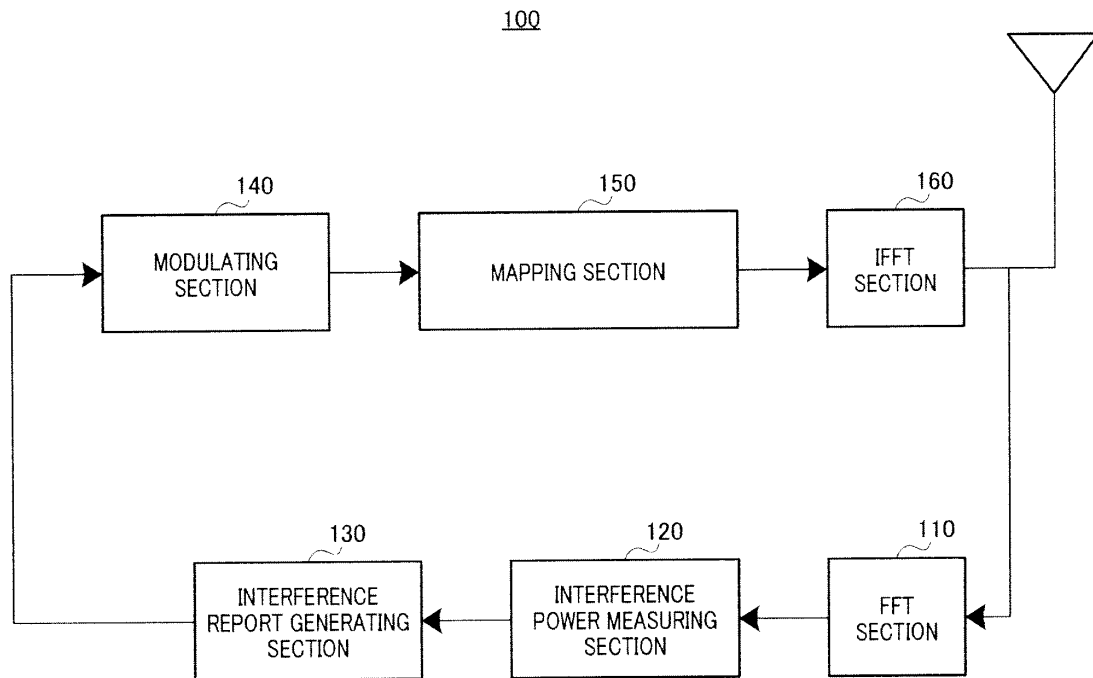 100
140
MODULATING
SECTION
150
MAPPING SECTION
160
IFFT
SECTION
130
INTERFERENCE
REPORT GENERATING
SECTION
120
INTERFERENCE
POWER MEASURING
SECTION
110
FFT
SECTION